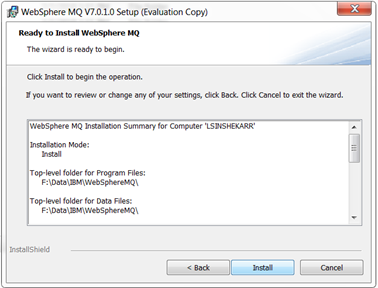 WebSphere MQ V7.0.1.0 Setup (Evaluation Copy)
Ready to Install WebSphere MQ
The wizard is ready to begin.
Click Install to begin the operation.
If you want to review or change any of your settings, click Back. Click Cancel to exit the wizard.
WebSphere MQ Installation Summary for Computer 'LSINSHEKARR'
Installation Mode:
Install
Top-level folder for Program Files:
F:\Data\IBM\WebSphereMQ\
Top-level folder for Data Files:
F:\Data\IBM\WebSphereMQ\
InstallShield
< Back
Install
Cancel